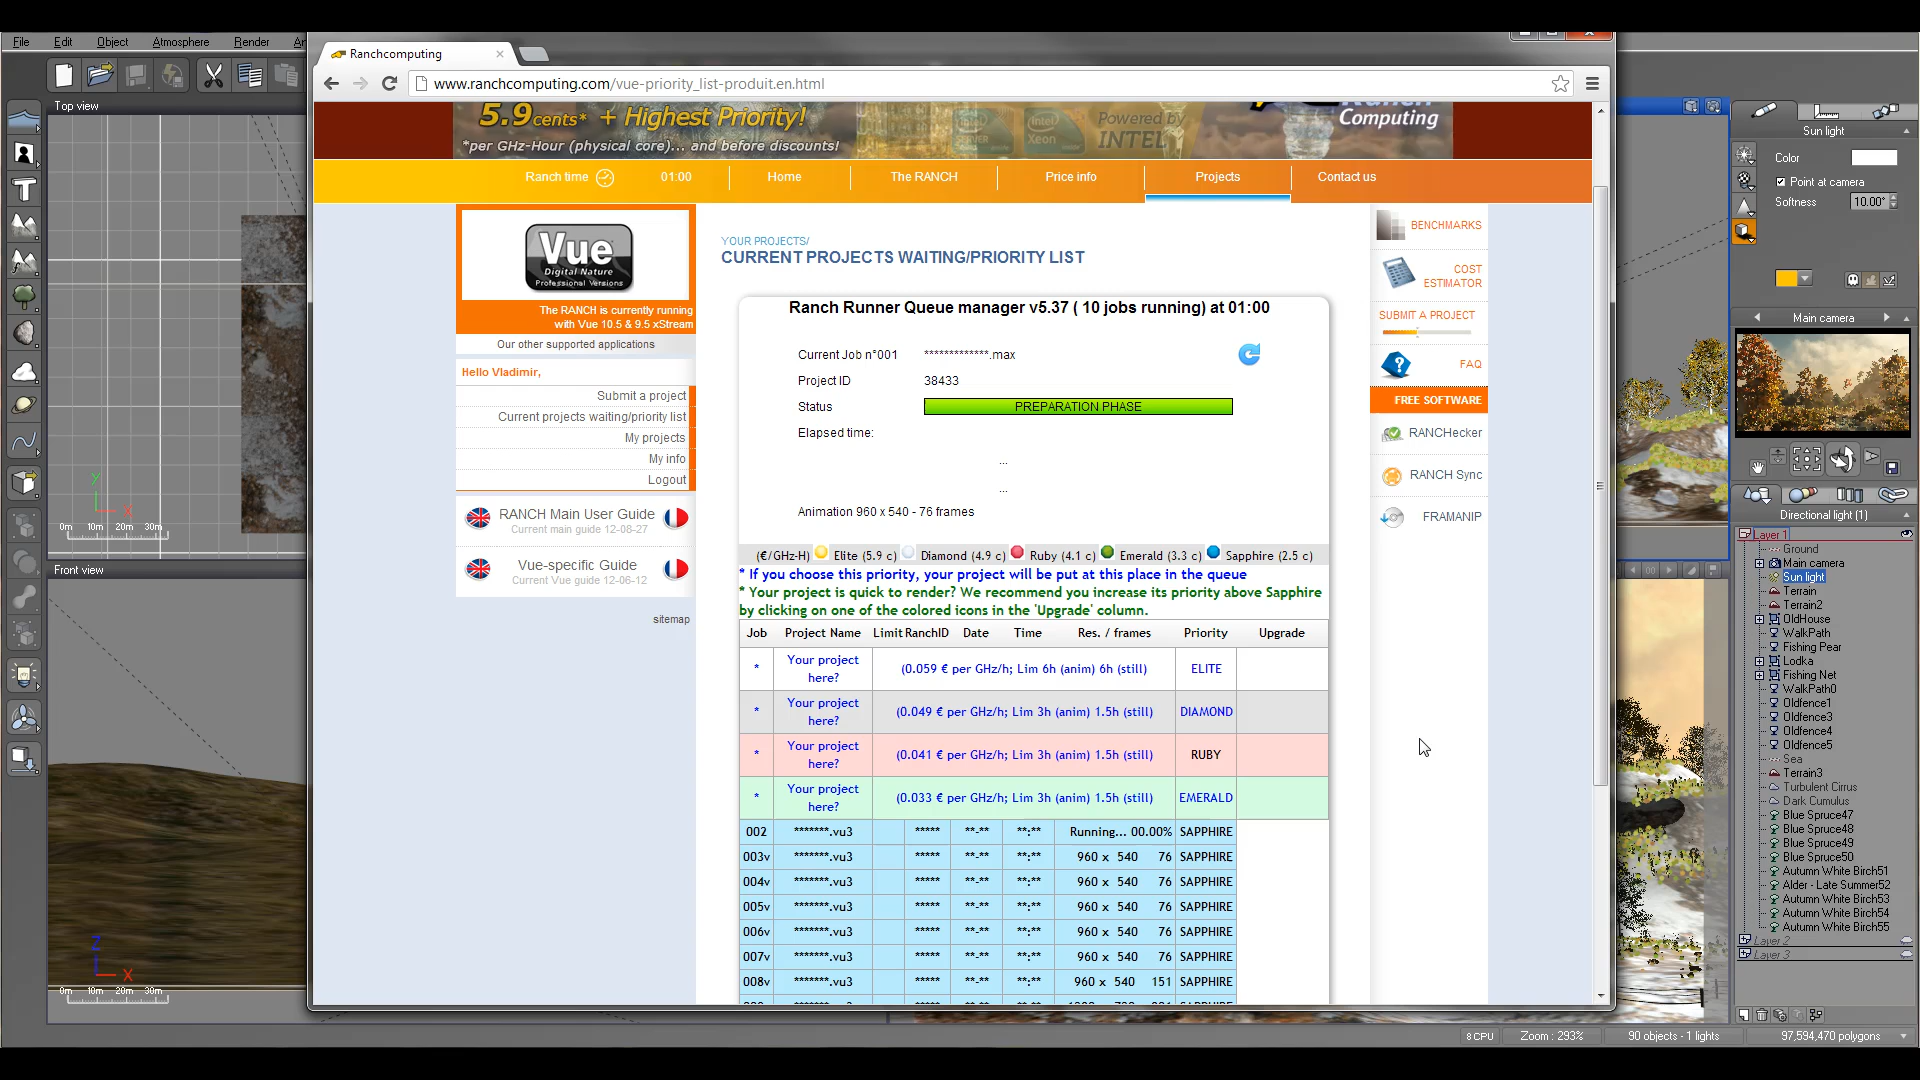 Ranchcomputing
www.ranchcomputing.com/vue-priority_list-produit.en.html
File Edit Object Atmosphere Render
Top view
0m 10m 20m 30m
Front view
0m 10m 20m 30m
5.9 cents* + Highest Priority!
*per GHz-Hour (physical core)... and before discounts!
Powered by
INTEL
Computing
Ranch time 01:00 Home The RANCH Price info Projects Contact us
Vue
Digital Nature
Professional Versions
The RANCH is currently running
with Vue 10.5 & 9.5 xStream
Our other supported applications
Hello Vladimir,
Submit a project
Current projects waiting/priority list
My projects
My info
Logout
RANCH Main User Guide
Current main guide 12-08-27
Vue-specific Guide
Current Vue guide 12-06-12
sitemap
YOUR PROJECTS/
CURRENT PROJECTS WAITING/PRIORITY LIST
Ranch Runner Queue manager v5.37 ( 10 jobs running) at 01:00
Current Job n°001 *************.max
Project ID 38433
Status PREPARATION PHASE
Elapsed time:
...
...
Animation 960 x 540 - 76 frames
(€/GHz-H) Elite (5.9 c) Diamond (4.9 c) Ruby (4.1 c) Emerald (3.3 c) Sapphire (2.5 c)
* If you choose this priority, your project will be put at this place in the queue
* Your project is quick to render? We recommend you increase its priority above Sapphire
by clicking on one of the colored icons in the 'Upgrade' column.
Job Project Name Limit RanchID Date Time Res. / frames Priority Upgrade
* Your project here? (0.059 € per GHz/h; Lim 6h (anim) 6h (still) ELITE
* Your project here? (0.049 € per GHz/h; Lim 3h (anim) 1.5h (still) DIAMOND
* Your project here? (0.041 € per GHz/h; Lim 3h (anim) 1.5h (still) RUBY
* Your project here? (0.033 € per GHz/h; Lim 3h (anim) 1.5h (still) EMERALD
002 *******.vu3 ***** **-** **:** Running... 00.00% SAPPHIRE
003v *******.vu3 ***** **-** **:** 960 x 540 76 SAPPHIRE
004v *******.vu3 ***** **-** **:** 960 x 540 76 SAPPHIRE
005v *******.vu3 ***** **-** **:** 960 x 540 76 SAPPHIRE
006v *******.vu3 ***** **-** **:** 960 x 540 76 SAPPHIRE
007v *******.vu3 ***** **-** **:** 960 x 540 76 SAPPHIRE
008v *******.vu3 ***** **-** **:** 960 x 540 151 SAPPHIRE
BENCHMARKS
COST
ESTIMATOR
SUBMIT A PROJECT
FAQ
FREE SOFTWARE
RANCHecker
RANCH Sync
FRAMANIP
Sun light
Color
Point at camera
Softness 10.00°
Main camera
Directional light (1)
Layer 1
Ground
Main camera
Sun light
Terrain
Terrain2
OldHouse
WalkPath
Fishing Pear
Lodka
Fishing Net
WalkPath0
Oldfence1
Oldfence3
Oldfence4
Oldfence5
Sea
Terrain3
Turbulent Cirrus
Dark Cumulus
Blue Spruce47
Blue Spruce48
Blue Spruce49
Blue Spruce50
Autumn White Birch51
Alder - Late Summer52
Autumn White Birch53
Autumn White Birch54
Autumn White Birch55
Layer 2
Layer 3
8 CPU Zoom : 293% 90 objects - 1 lights 97,594,470 polygons